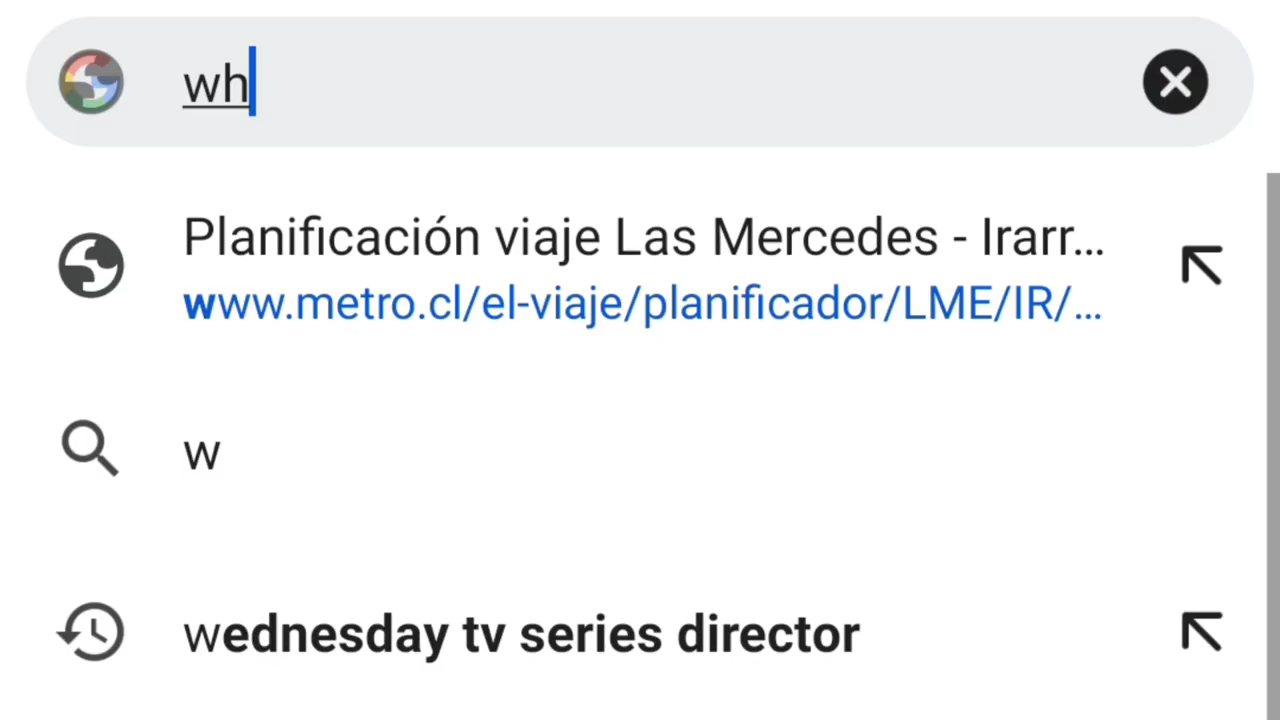 wh
Planificación viaje Las Mercedes - Irarr...
www.metro.cl/el-viaje/planificador/LME/IR/...
w
wednesday tv series director